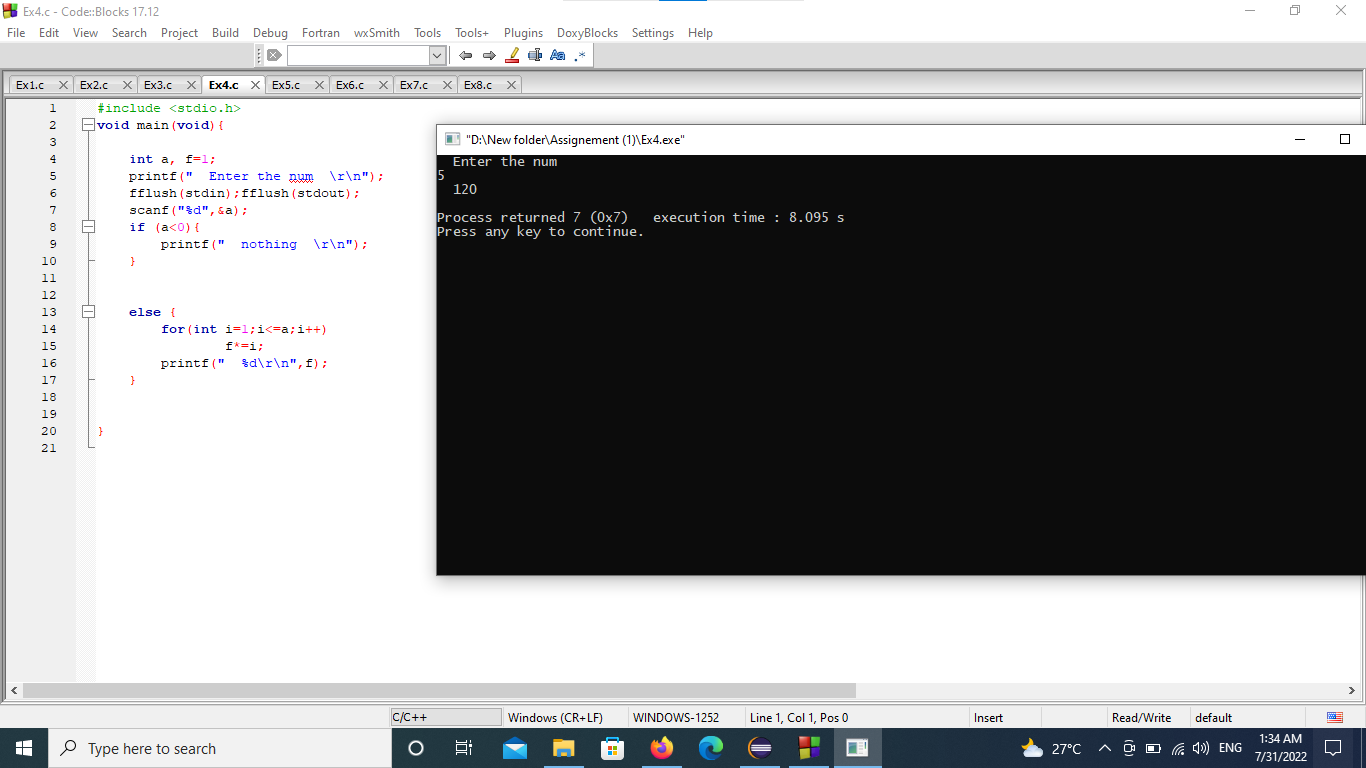 Ex4.c - Code::Blocks 17.12
File Edit View Search Project Build Debug Fortran wxSmith Tools Tools+ Plugins DoxyBlocks Settings Help
Ex1.c Ex2.c Ex3.c Ex4.c Ex5.c Ex6.c Ex7.c Ex8.c
1 #include <stdio.h>
2 void main(void){
3
4 int a, f=1;
5 printf("  Enter the num  \r\n");
6 fflush(stdin);fflush(stdout);
7 scanf("%d",&a);
8 if (a<0){
9 printf("  nothing  \r\n");
10 }
11
12
13 else {
14 for(int i=1;i<=a;i++)
15 f*=i;
16 printf("  %d\r\n",f);
17 }
18
19
20 }
21
"D:\New folder\Assignement (1)\Ex4.exe"
Enter the num
5
120
Process returned 7 (0x7)   execution time : 8.095 s
Press any key to continue.
C/C++ Windows (CR+LF) WINDOWS-1252 Line 1, Col 1, Pos 0 Insert Read/Write default
Type here to search
27°C ENG 1:34 AM
7/31/2022